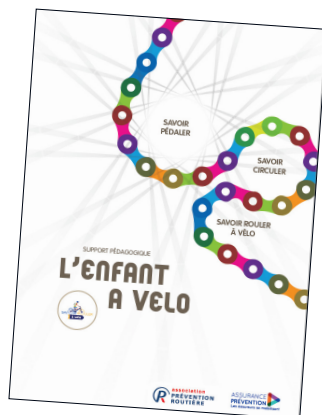 SAVOIR
PÉDALER
SAVOIR
CIRCULER
SAVOIR ROULER
À VÉLO
SUPPORT PÉDAGOGIQUE
L'ENFANT
A VELO
association
PRÉVENTION
ROUTIÈRE
ASSURANCE
PRÉVENTION